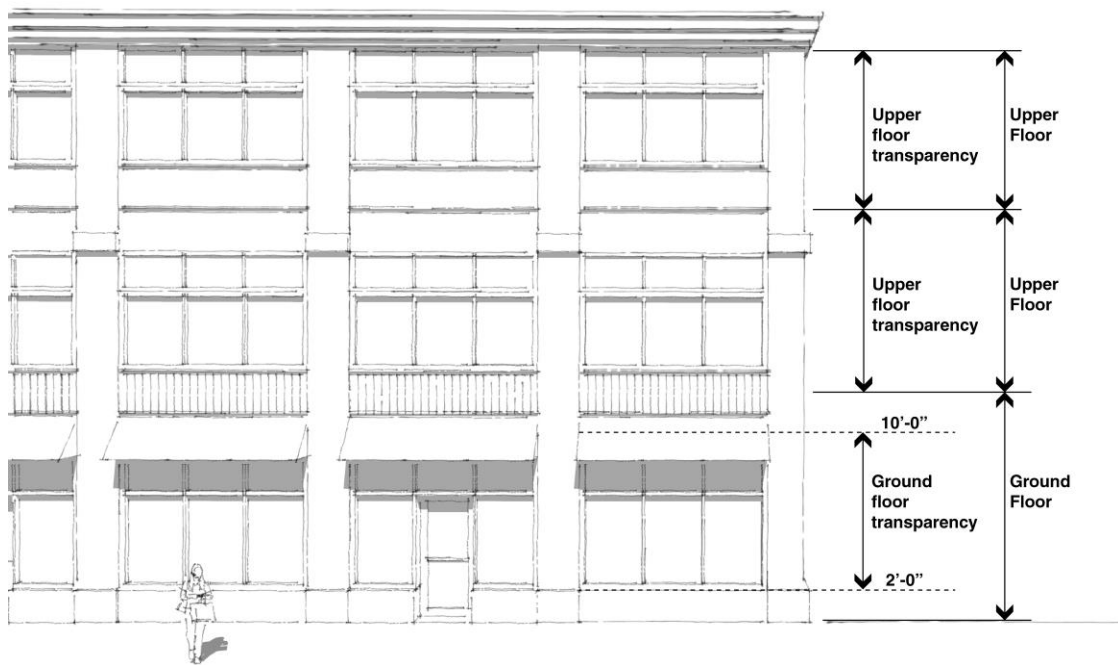 Upper
floor
transparency
Upper
Floor
Upper
floor
transparency
Upper
Floor
10’-0”
Ground
floor
transparency
Ground
Floor
2’-0”